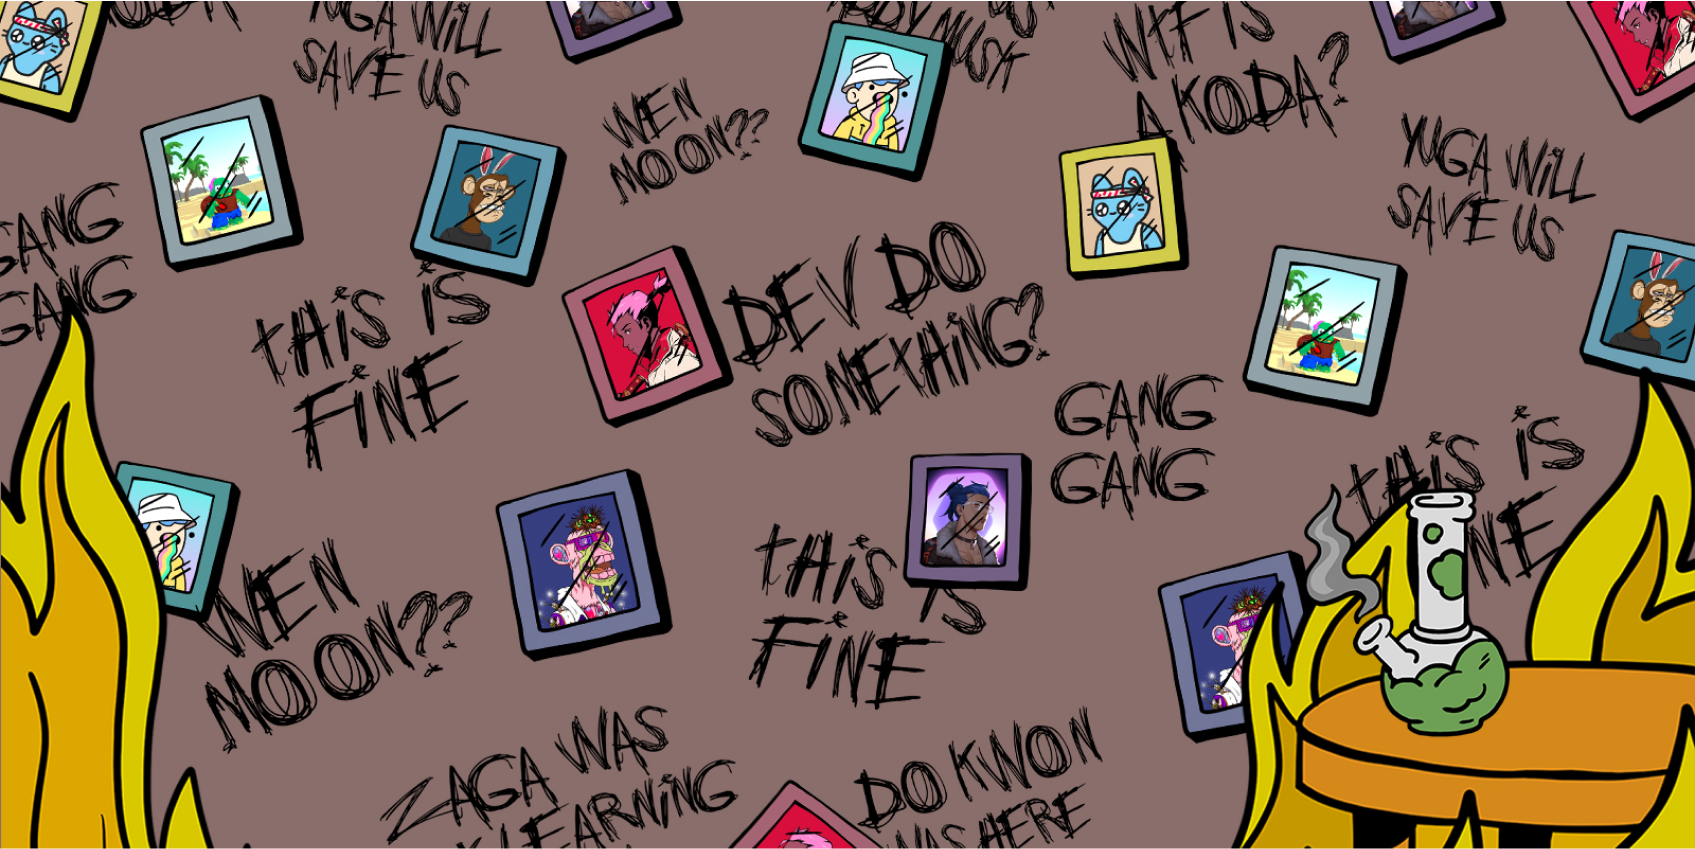 YUGA WILL
SAVE US
WTF IS
A KODA?
WEN
MOON??
YUGA WILL
SAVE US
GANG
GANG
THIS IS
FINE
DEV DO
SOMETHING?
GANG
GANG
THIS IS
WEN
MOON??
THIS IS
FINE
ZAGA WAS
LEARNING
DO KWON
WAS HERE